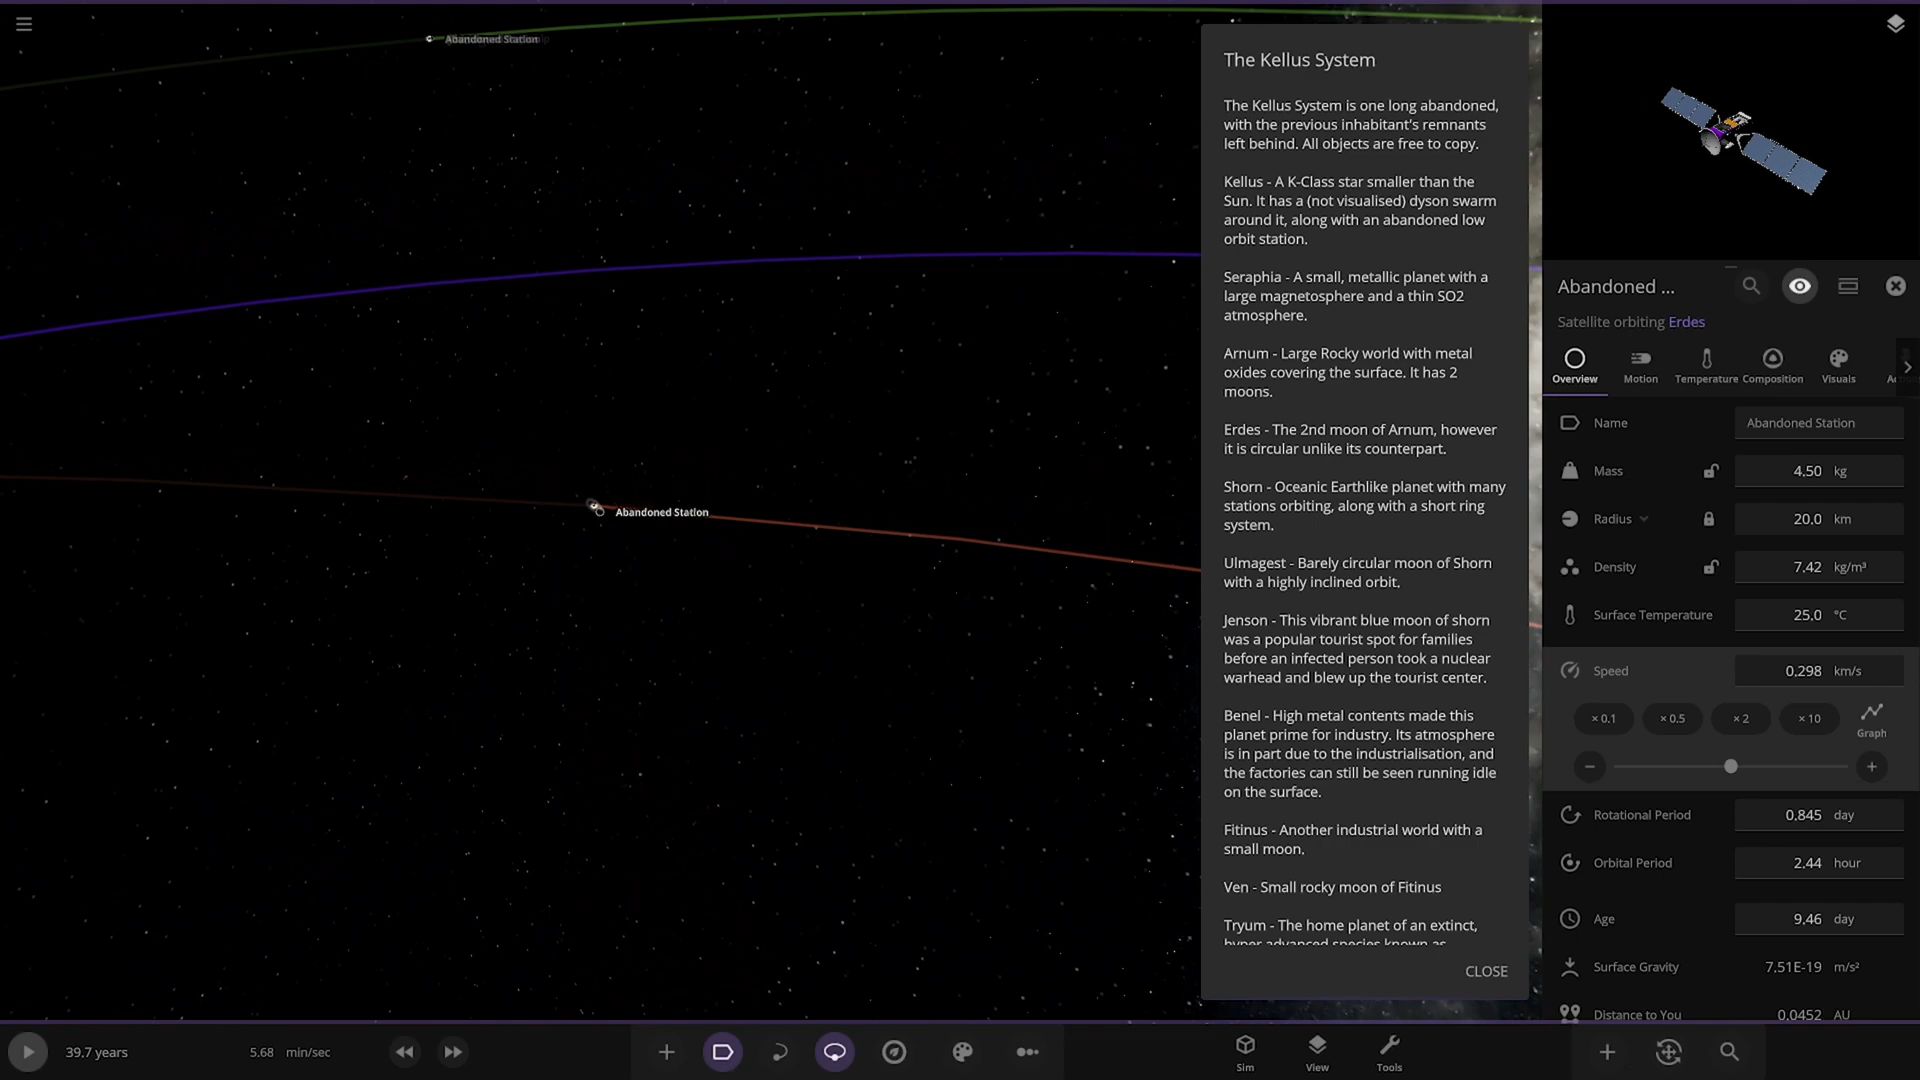 Abandoned Station
The Kellus System
The Kellus System is one long abandoned,
with the previous inhabitant's remnants
left behind. All objects are free to copy.
Kellus - A K-Class star smaller than the
Sun. It has a (not visualised) dyson swarm
around it, along with an abandoned low
orbit station.
Seraphia - A small, metallic planet with a
large magnetosphere and a thin SO2
atmosphere.
Arnum - Large Rocky world with metal
oxides covering the surface. It has 2
moons.
Erdes - The 2nd moon of Arnum, however
it is circular unlike its counterpart.
Shorn - Oceanic Earthlike planet with many
stations orbiting, along with a short ring
system.
Ulmagest - Barely circular moon of Shorn
with a highly inclined orbit.
Jenson - This vibrant blue moon of shorn
was a popular tourist spot for families
before an infected person took a nuclear
warhead and blew up the tourist center.
Benel - High metal contents made this
planet prime for industry. Its atmosphere
is in part due to the industrialisation, and
the factories can still be seen running idle
on the surface.
Fitinus - Another industrial world with a
small moon.
Ven - Small rocky moon of Fitinus
Tryum - The home planet of an extinct,
hyper advanced species known as
CLOSE
Abandoned Station
Abandoned ...
Satellite orbiting Erdes
Overview Motion Temperature Composition Visuals
Name Abandoned Station
Mass 4.50 kg
Radius 20.0 km
Density 7.42 kg/m³
Surface Temperature 25.0 °C
Speed 0.298 km/s
× 0.1 × 0.5 × 2 × 10 Graph
Rotational Period 0.845 day
Orbital Period 2.44 hour
Age 9.46 day
Surface Gravity 7.51E-19 m/s²
Distance to You 0.0452 AU
39.7 years 5.68 min/sec
Sim View Tools